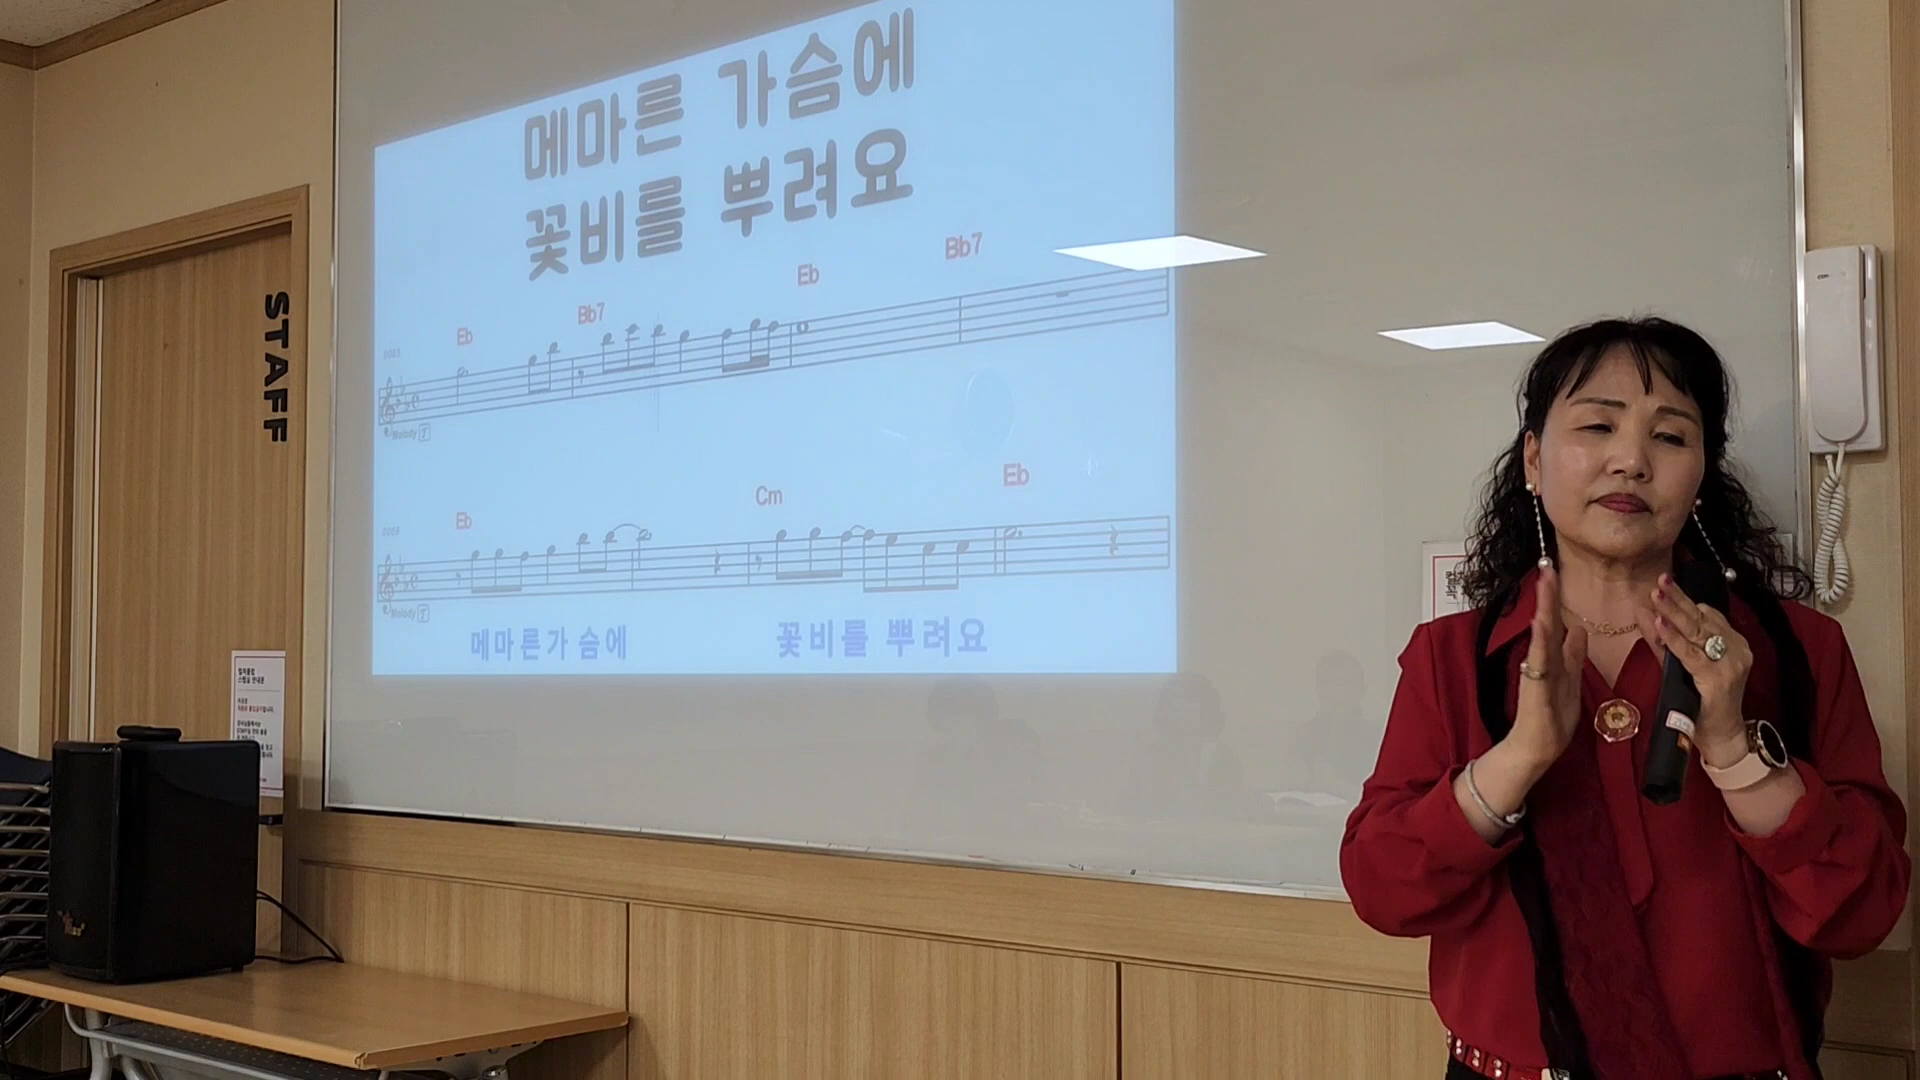 메마른 가슴에
꽃비를 뿌려요
Eb Bb7 Eb Bb7
Melody
Eb Cm Eb
Melody
메마른가 슴에 꽃비를 뿌려요
STAFF